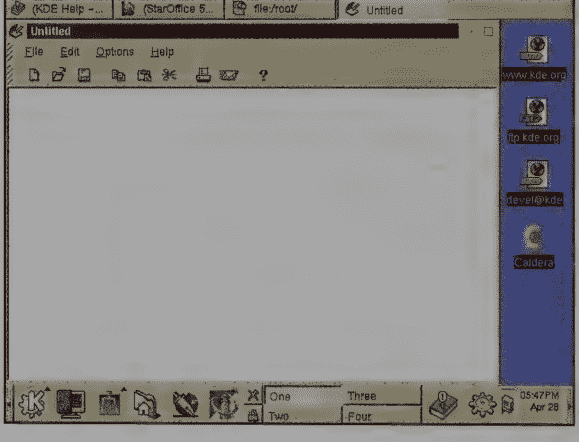 (KDE Help -... (StarOffice 5... file:/root/ Untitled
Untitled
File Edit Options Help
www.kde.org
ftp.kde.org
devel@kde
Caldera
One Three
Two Four
05:47PM
Apr 28